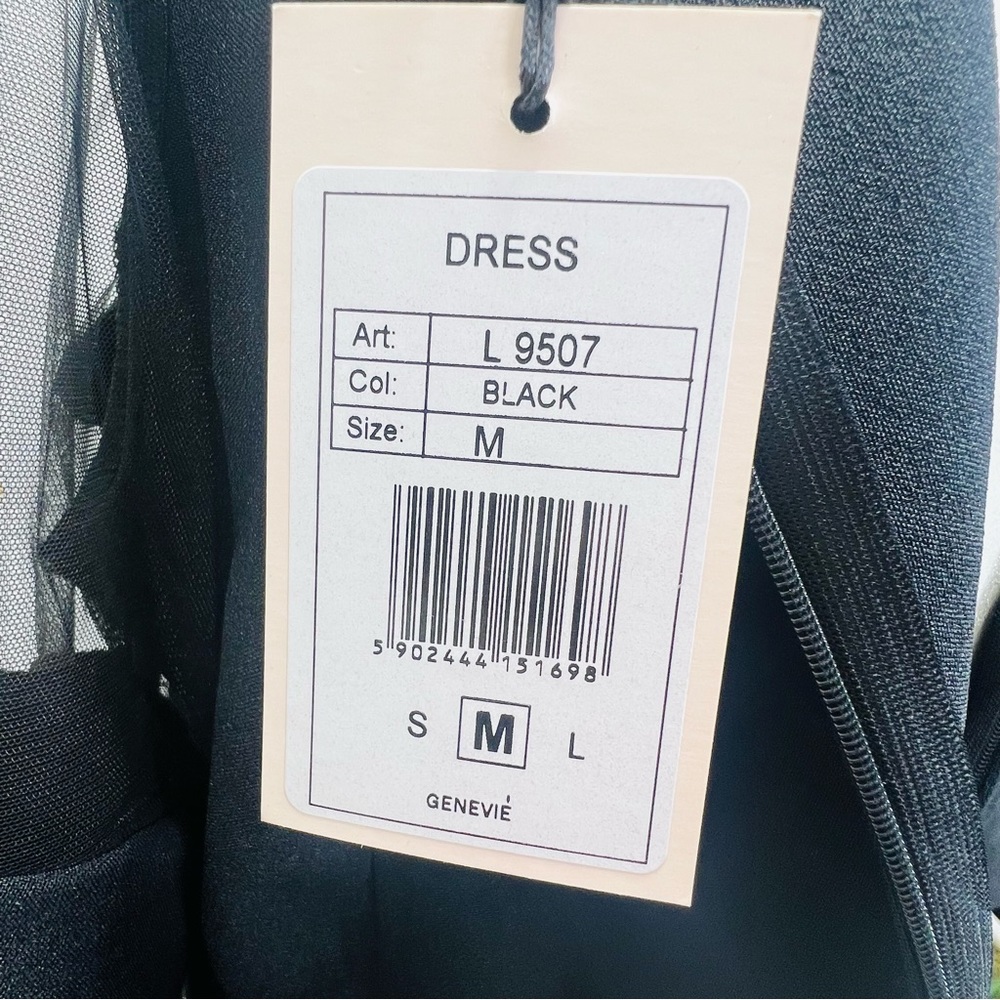 DRESS
Art: L 9507
Col: BLACK
Size: M
5 902444 151698
S M L
GENEVIÉ